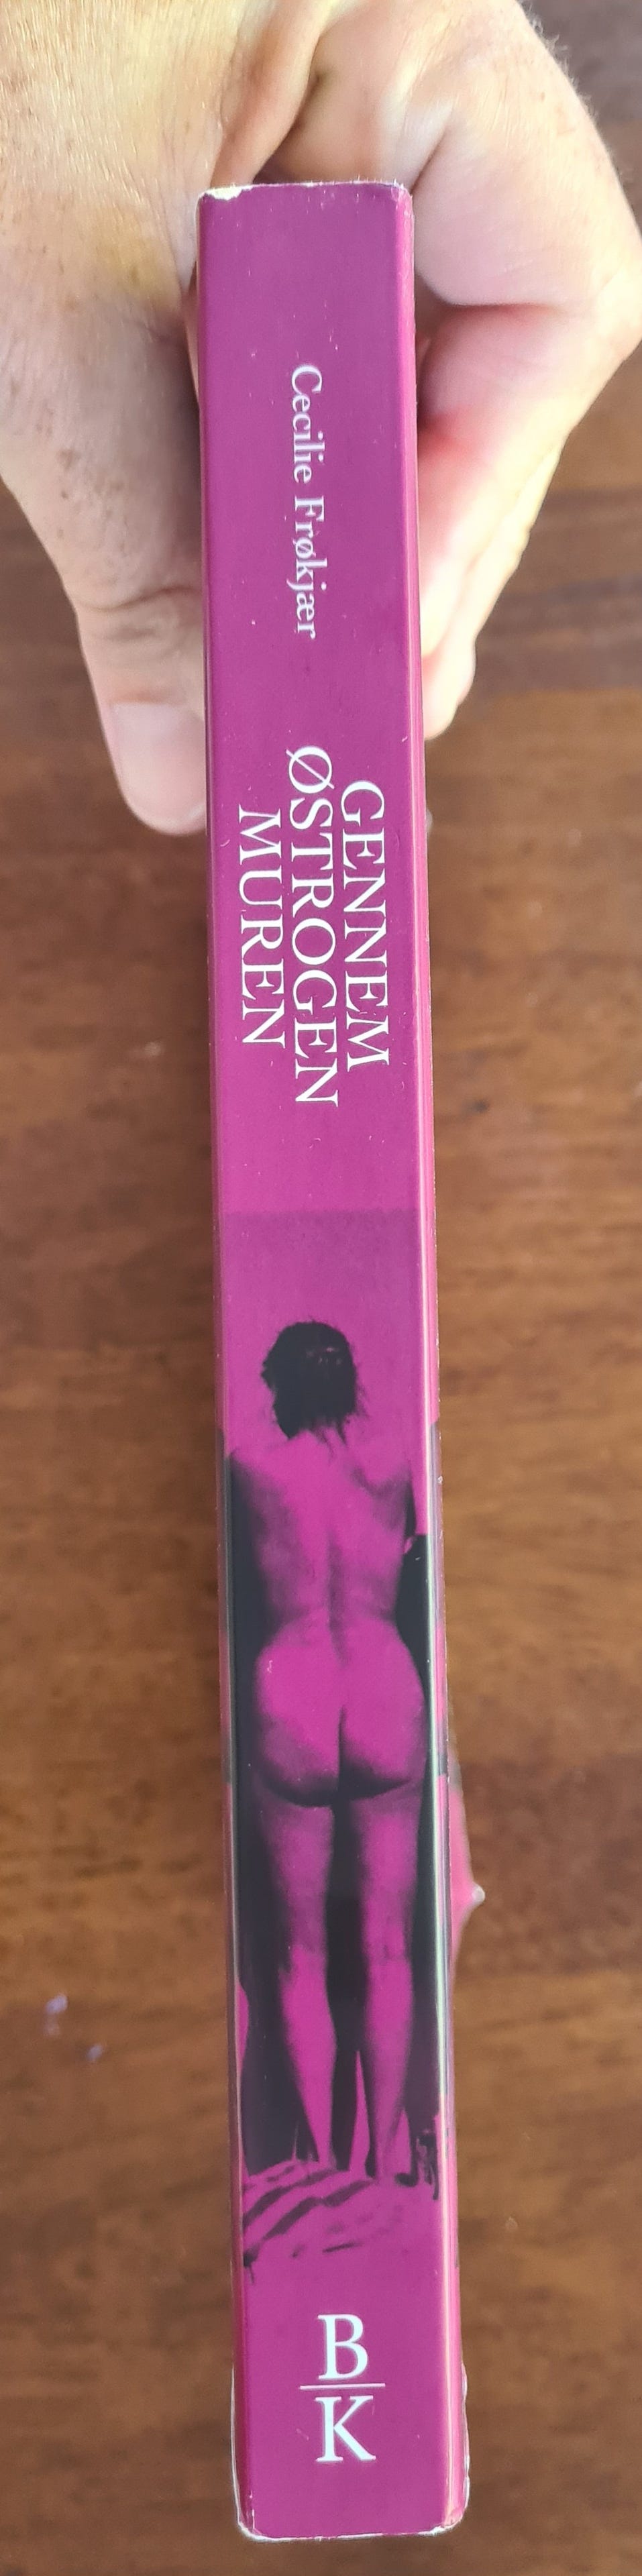 Cecilie Frøkjær
GENNEM
ØSTROGEN
MUREN
B
K